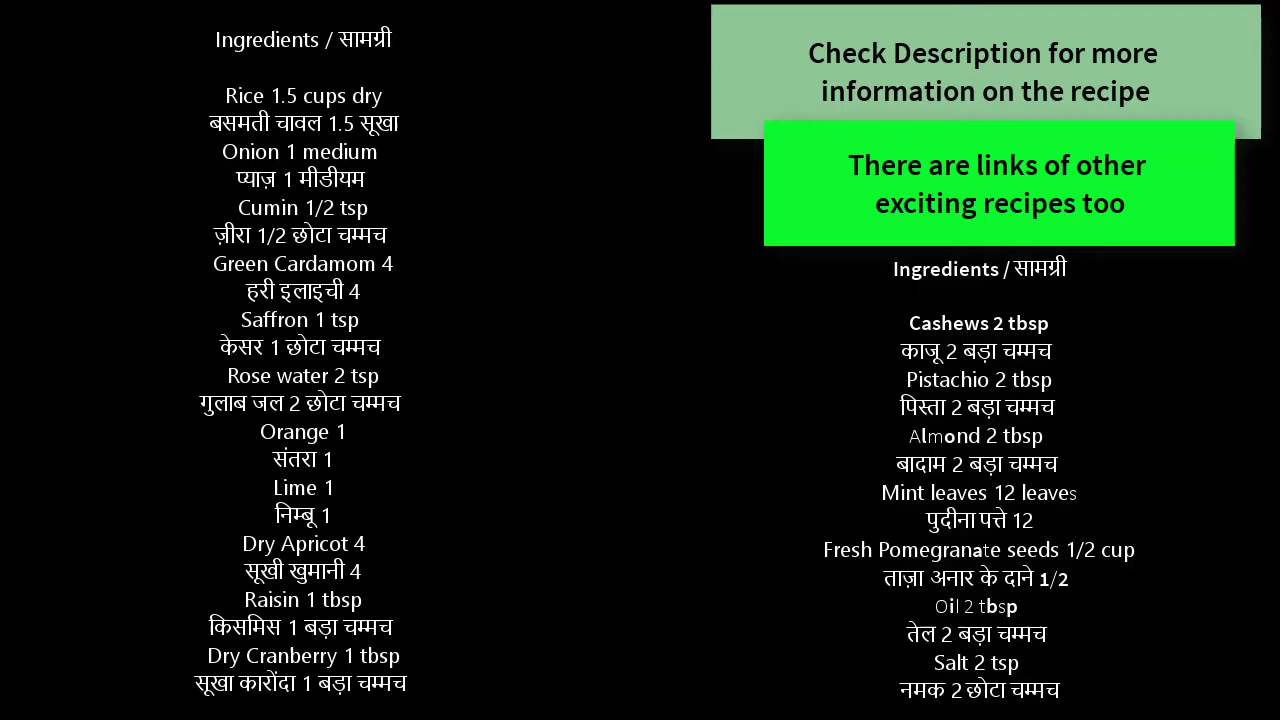 Ingredients / सामग्री
Rice 1.5 cups dry
बसमती चावल 1.5 सूखा
Onion 1 medium
प्याज़ 1 मीडीयम
Cumin 1/2 tsp
ज़ीरा 1/2 छोटा चम्मच
Green Cardamom 4
हरी इलाइची 4
Saffron 1 tsp
केसर 1 छोटा चम्मच
Rose water 2 tsp
गुलाब जल 2 छोटा चम्मच
Orange 1
संतरा 1
Lime 1
निम्बू 1
Dry Apricot 4
सूखी खुमानी 4
Raisin 1 tbsp
किसमिस 1 बड़ा चम्मच
Dry Cranberry 1 tbsp
सूखा कारोंदा 1 बड़ा चम्मच
Check Description for more
information on the recipe
There are links of other
exciting recipes too
Ingredients / सामग्री
Cashews 2 tbsp
काजू 2 बड़ा चम्मच
Pistachio 2 tbsp
पिस्ता 2 बड़ा चम्मच
Almond 2 tbsp
बादाम 2 बड़ा चम्मच
Mint leaves 12 leaves
पुदीना पत्ते 12
Fresh Pomegranate seeds 1/2 cup
ताज़ा अनार के दाने 1/2
Oil 2 tbsp
तेल 2 बड़ा चम्मच
Salt 2 tsp
नमक 2 छोटा चम्मच